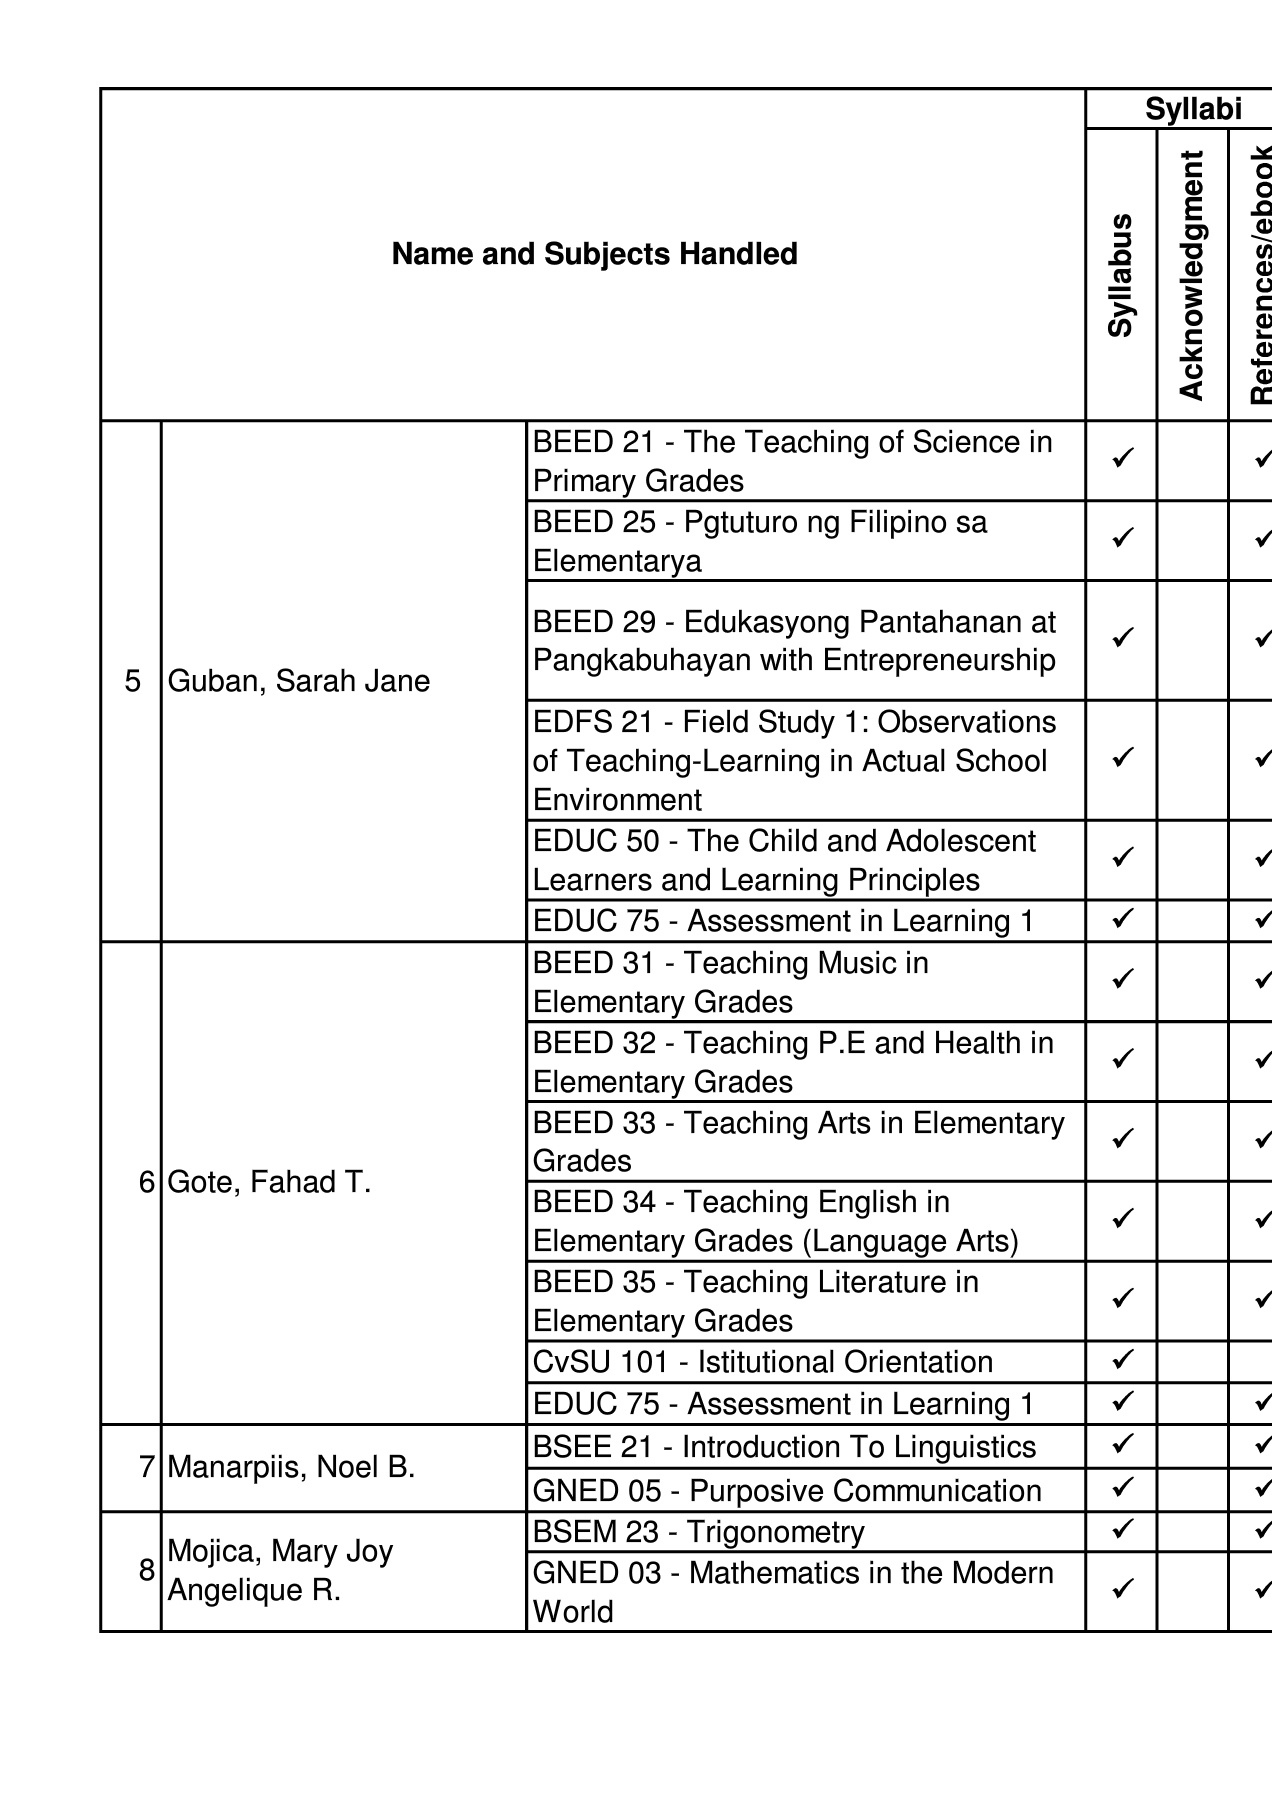 Syllabi
Name and Subjects Handled
Syllabus
Acknowledgment
References/ebook
5
Guban, Sarah Jane
BEED 21 - The Teaching of Science in
Primary Grades
✓ ✓
BEED 25 - Pgtuturo ng Filipino sa
Elementarya
✓ ✓
BEED 29 - Edukasyong Pantahanan at
Pangkabuhayan with Entrepreneurship
✓ ✓
EDFS 21 - Field Study 1: Observations
of Teaching-Learning in Actual School
Environment
✓ ✓
EDUC 50 - The Child and Adolescent
Learners and Learning Principles
✓ ✓
EDUC 75 - Assessment in Learning 1 ✓ ✓
6
Gote, Fahad T.
BEED 31 - Teaching Music in
Elementary Grades
✓ ✓
BEED 32 - Teaching P.E and Health in
Elementary Grades
✓ ✓
BEED 33 - Teaching Arts in Elementary
Grades
✓ ✓
BEED 34 - Teaching English in
Elementary Grades (Language Arts)
✓ ✓
BEED 35 - Teaching Literature in
Elementary Grades
✓ ✓
CvSU 101 - Istitutional Orientation ✓
EDUC 75 - Assessment in Learning 1 ✓ ✓
7
Manarpiis, Noel B.
BSEE 21 - Introduction To Linguistics ✓ ✓
GNED 05 - Purposive Communication ✓ ✓
8
Mojica, Mary Joy
Angelique R.
BSEM 23 - Trigonometry ✓ ✓
GNED 03 - Mathematics in the Modern
World
✓ ✓